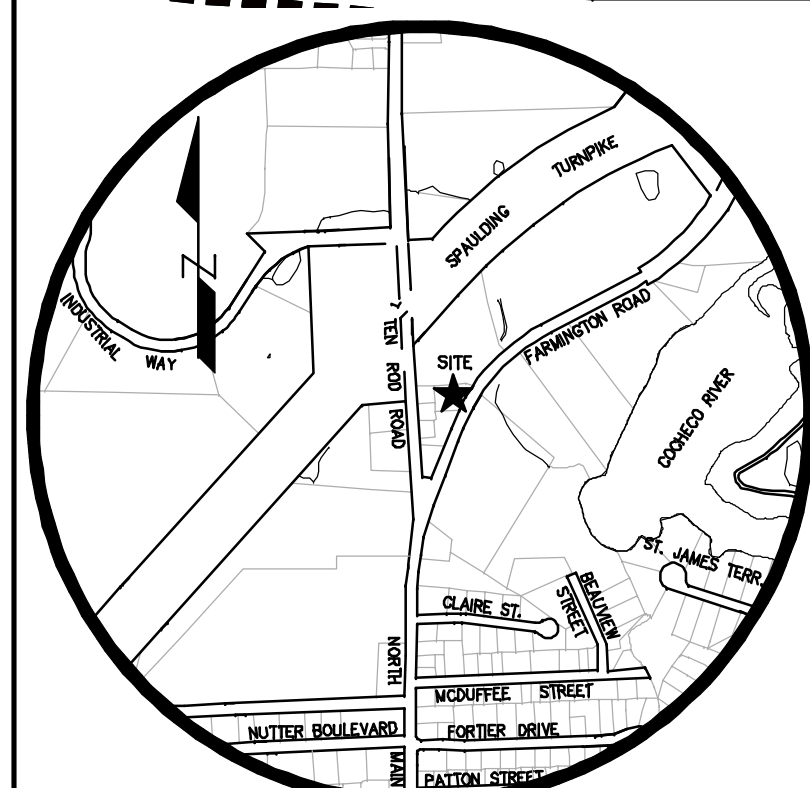 TURNPIKE
SPAULDING
N
INDUSTRIAL
WAY
TEN ROD ROAD
SITE
FARMINGTON ROAD
COCHECO RIVER
ST. JAMES TERR.
CLAIRE ST.
BEAUVIEW
STREET
NORTH
MCDUFFEE STREET
NUTTER BOULEVARD
FORTIER DRIVE
MAIN
PATTON STREET